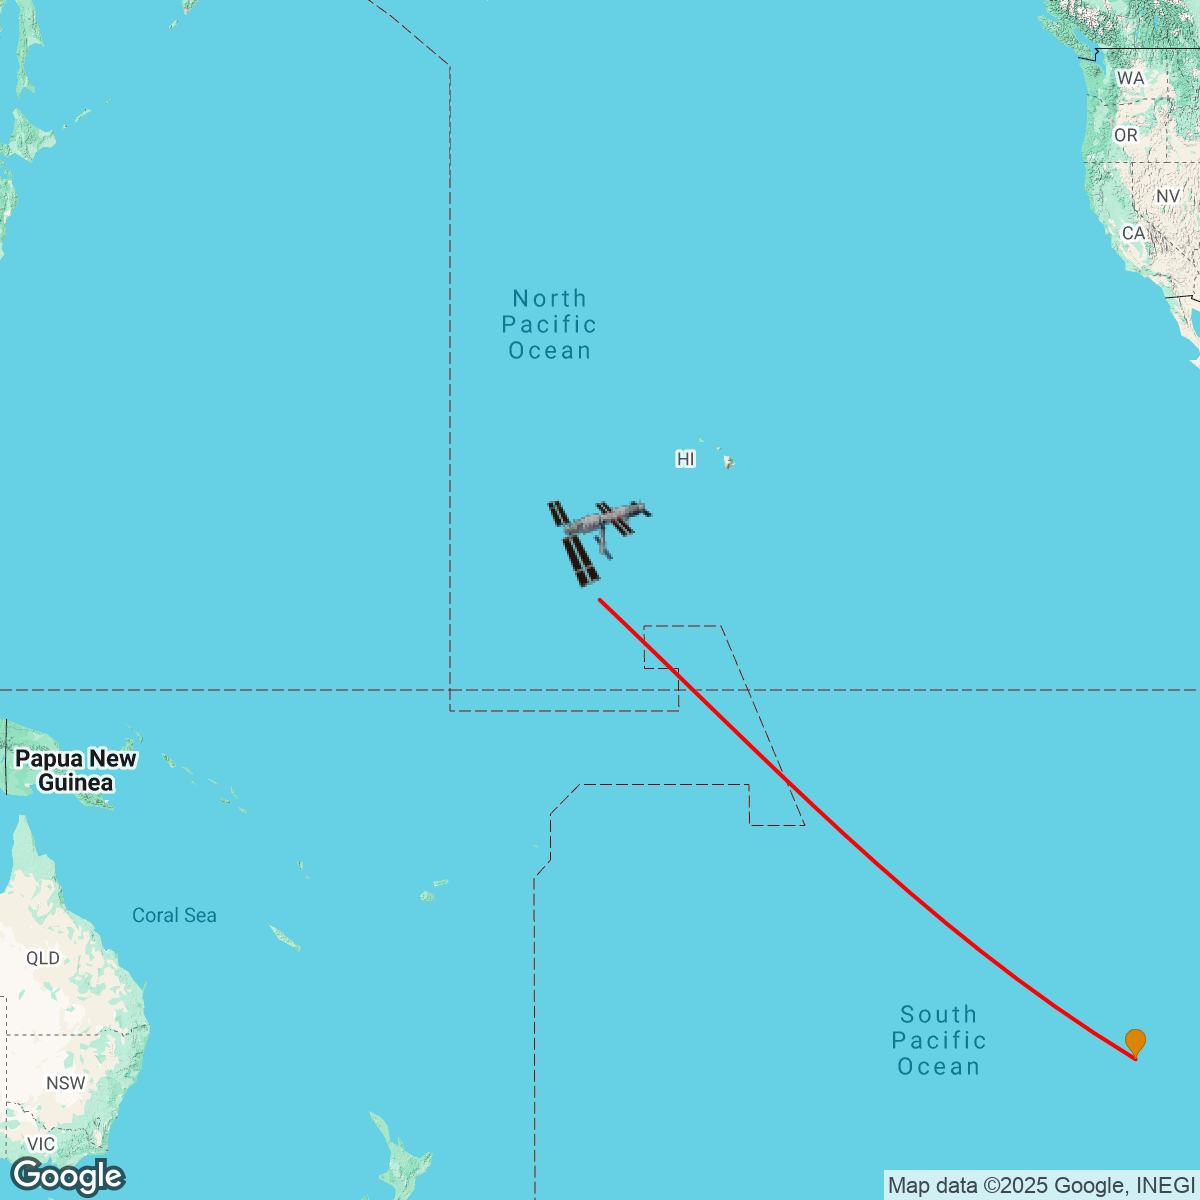 WA
OR
NV
CA
North
Pacific
Ocean
HI
Papua New
Guinea
Coral Sea
QLD
South
Pacific
Ocean
NSW
VIC
Google
Map data ©2025 Google, INEGI